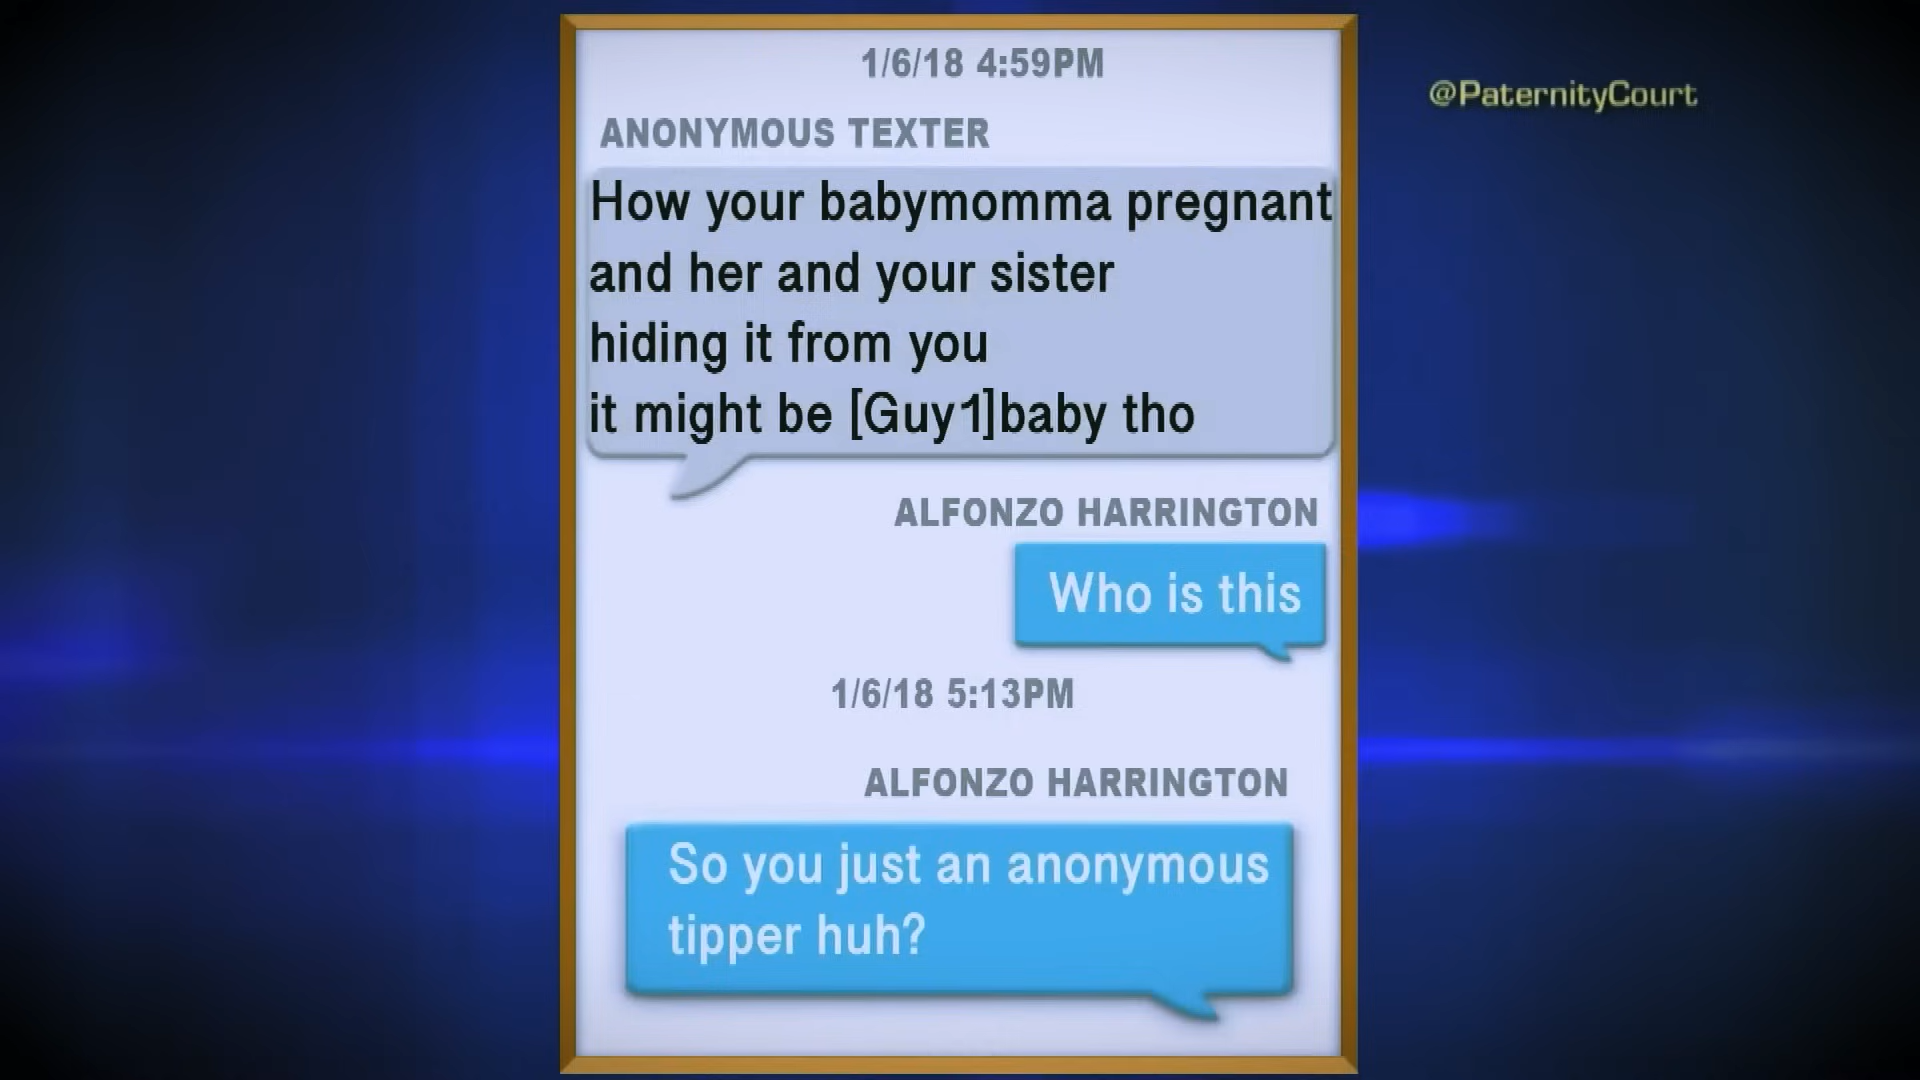 1/6/18 4:59PM
@PaternityCourt
ANONYMOUS TEXTER
How your babymomma pregnant
and her and your sister
hiding it from you
it might be [Guy1]baby tho
ALFONZO HARRINGTON
Who is this
1/6/18 5:13PM
ALFONZO HARRINGTON
So you just an anonymous
tipper huh?